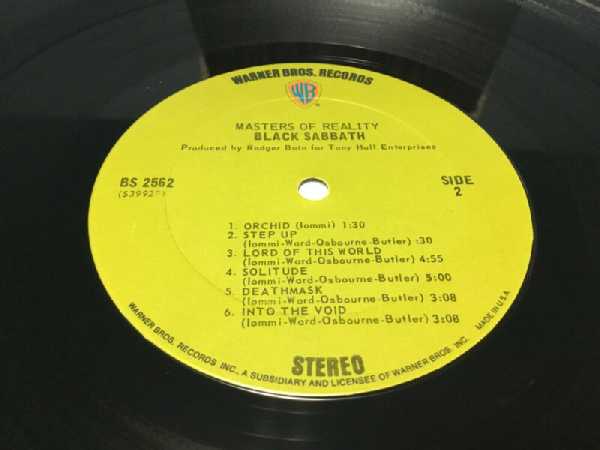 WARNER BROS. RECORDS
WB
MASTERS OF REALITY
BLACK SABBATH
Produced by Rodger Bain for Tony Hall Enterprises
BS 2562
SIDE
2
1. ORCHID (Iommi) 1:30
2. STEP UP
(Iommi-Ward-Osbourne-Butler) :30
3. LORD OF THIS WORLD
(Iommi-Ward-Osbourne-Butler) 4:55
4. SOLITUDE
(Iommi-Ward-Osbourne-Butler) 5:00
5. DEATHMASK
(Iommi-Ward-Osbourne-Butler) 3:08
6. INTO THE VOID
(Iommi-Ward-Osbourne-Butler) 3:08
STEREO
WARNER BROS. RECORDS INC., A SUBSIDIARY AND LICENSEE OF WARNER BROS. INC.
MADE IN U.S.A.